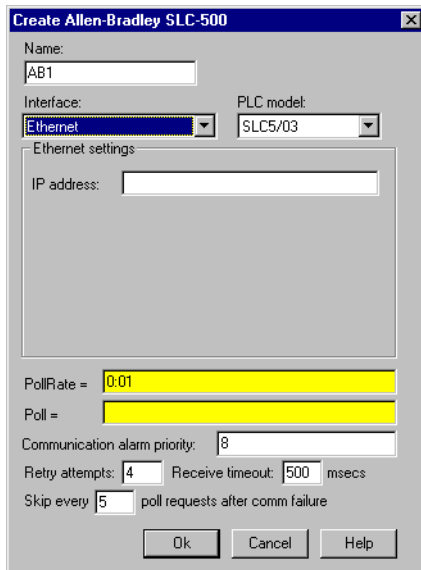 Create Allen-Bradley SLC-500
Name:
AB1
Interface: PLC model:
Ethernet SLC5/03
Ethernet settings
IP address:
PollRate = 0:01
Poll =
Communication alarm priority: 8
Retry attempts: 4 Receive timeout: 500 msecs
Skip every 5 poll requests after comm failure
Ok Cancel Help